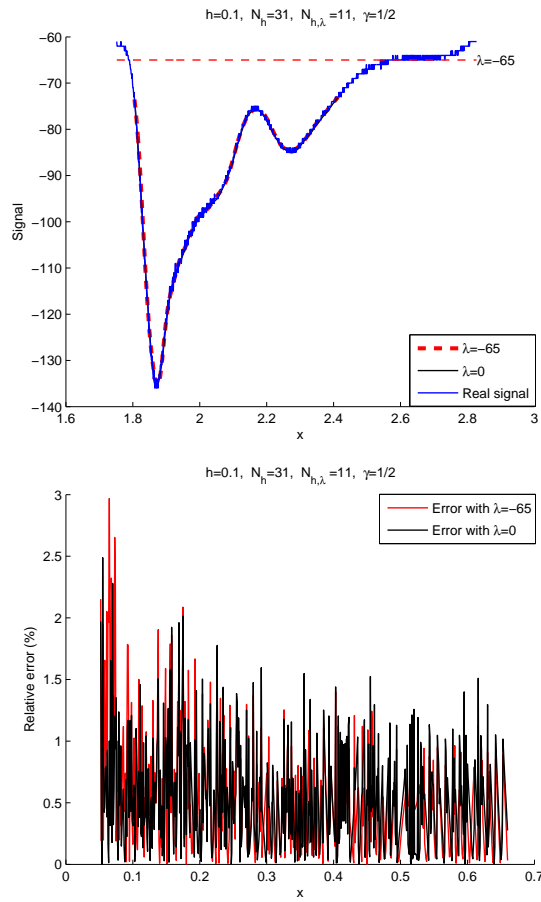 h=0.1, N_h=31, N_{h,λ}=11, γ=1/2
−60
−70
−80
−90
−100
−110
−120
−130
−140
Signal
λ=−65
λ=−65
λ=0
Real signal
1.6 1.8 2 2.2 2.4 2.6 2.8 3
x
h=0.1, N_h=31, N_{h,λ}=11, γ=1/2
3
2.5
2
1.5
1
0.5
0
Relative error (%)
Error with λ=−65
Error with λ=0
0 0.1 0.2 0.3 0.4 0.5 0.6 0.7
x